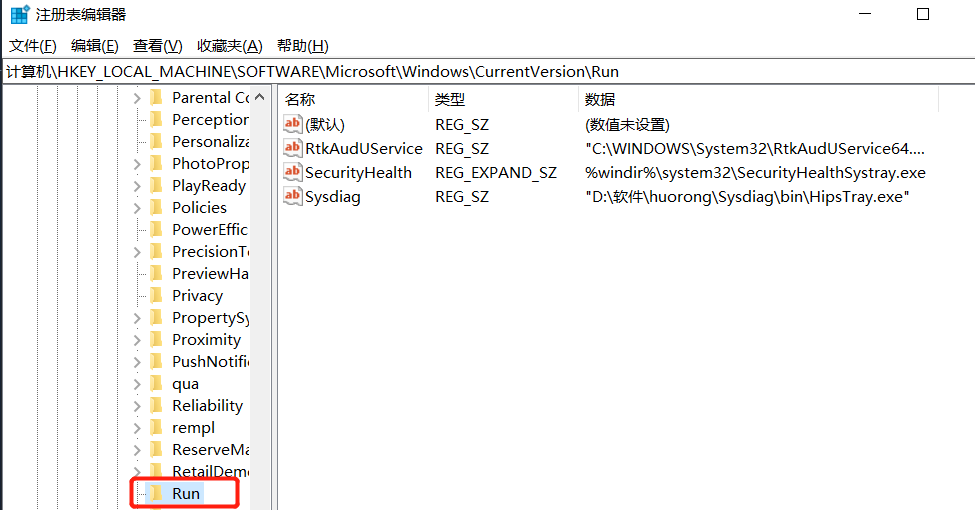 注册表编辑器
文件(F) 编辑(E) 查看(V) 收藏夹(A) 帮助(H)
计算机\HKEY_LOCAL_MACHINE\SOFTWARE\Microsoft\Windows\CurrentVersion\Run
Parental Co
Perception
Personaliza
PhotoProp
PlayReady
Policies
PowerEffic
PrecisionTo
PreviewHa
Privacy
PropertySy
Proximity
PushNotific
qua
Reliability
rempl
ReserveMa
RetailDemo
Run
名称 类型 数据
(默认) REG_SZ (数值未设置)
RtkAudUService REG_SZ "C:\WINDOWS\System32\RtkAudUService64....
SecurityHealth REG_EXPAND_SZ %windir%\system32\SecurityHealthSystray.exe
Sysdiag REG_SZ "D:\软件\huorong\Sysdiag\bin\HipsTray.exe"